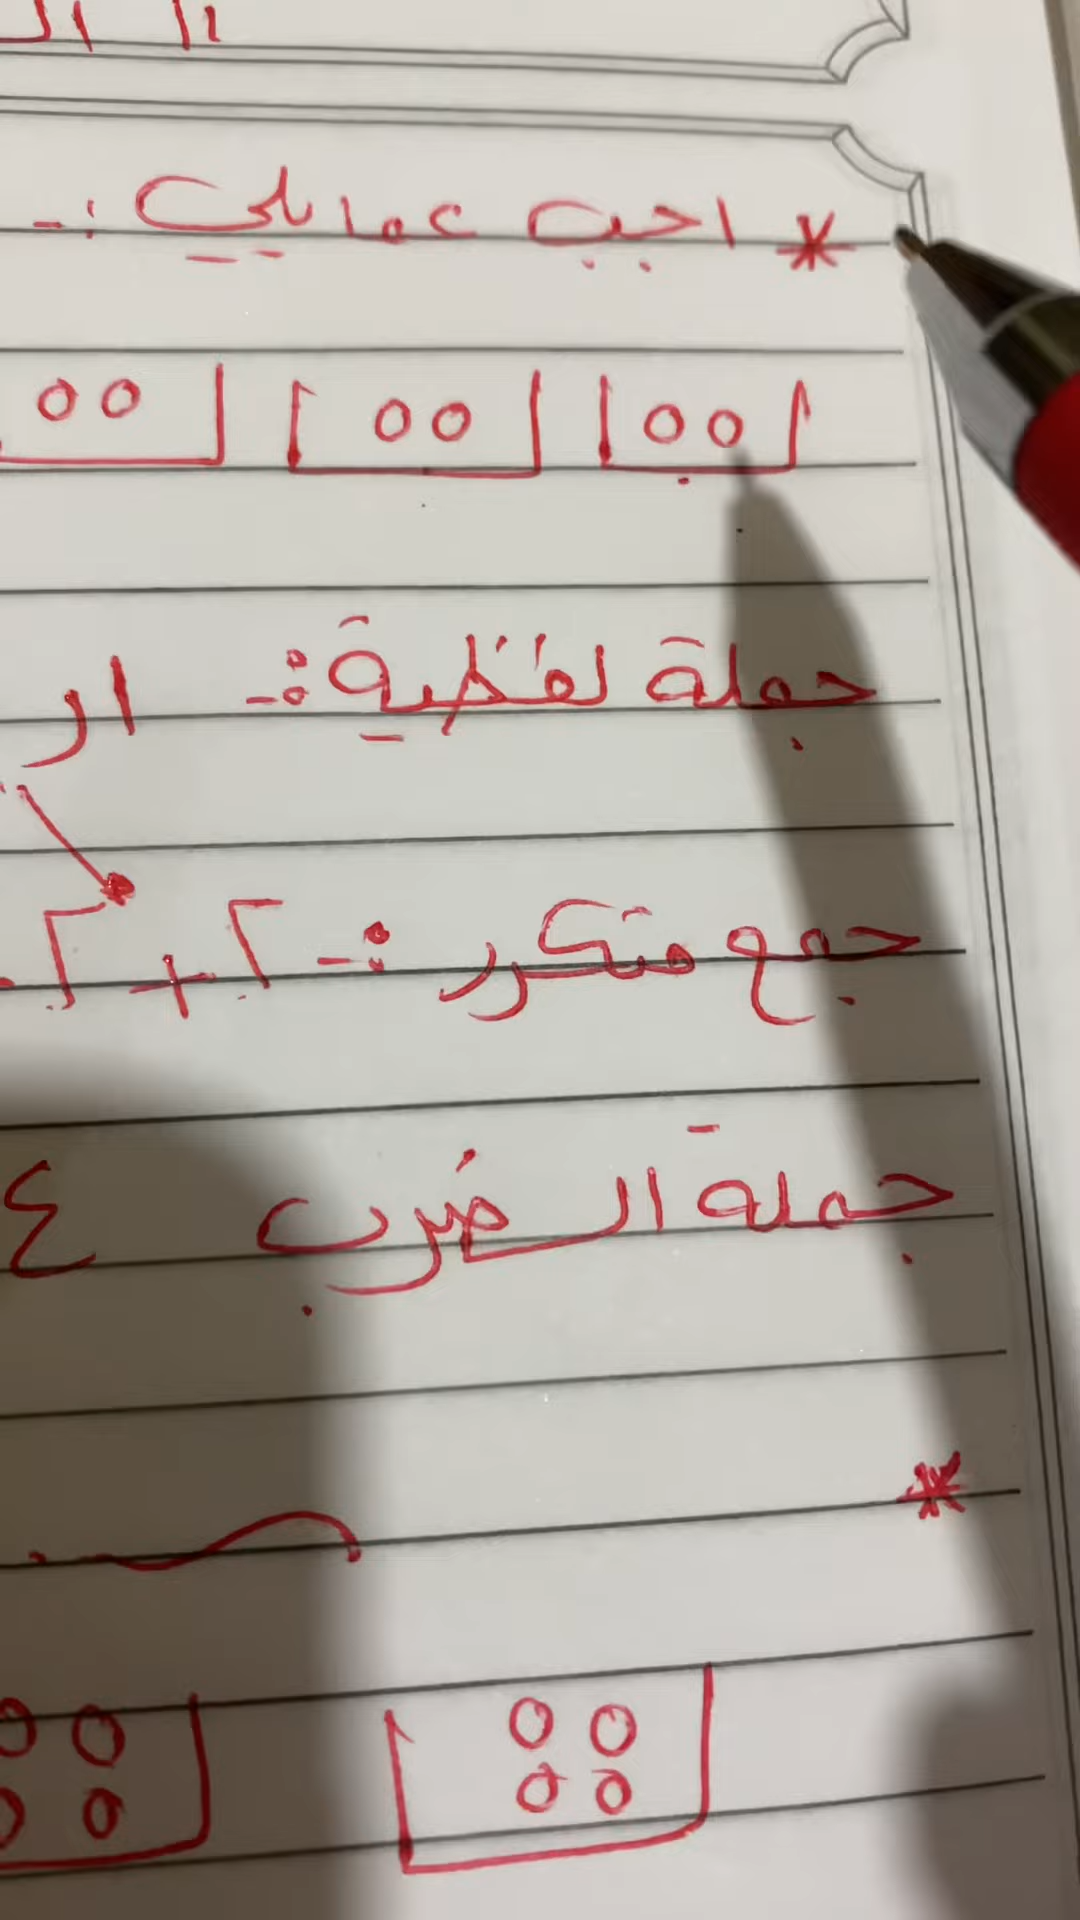 * اجب عما يلي :-
جملة لفظية :- ار
جمع متكرر :- ٢ + ٢
جملة الضرب ٤
*